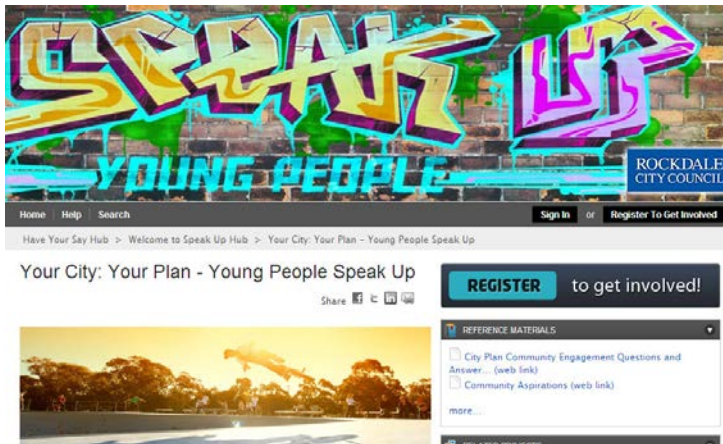 SPEAK UP
YOUNG PEOPLE
ROCKDALE
CITY COUNCIL
Home | Help | Search
Sign In or Register To Get Involved
Have Your Say Hub > Welcome to Speak Up Hub > Your City: Your Plan - Young People Speak Up
Your City: Your Plan - Young People Speak Up
Share
REGISTER to get involved!
REFERENCE MATERIALS
City Plan Community Engagement Questions and
Answer... (web link)
Community Aspirations (web link)
more...